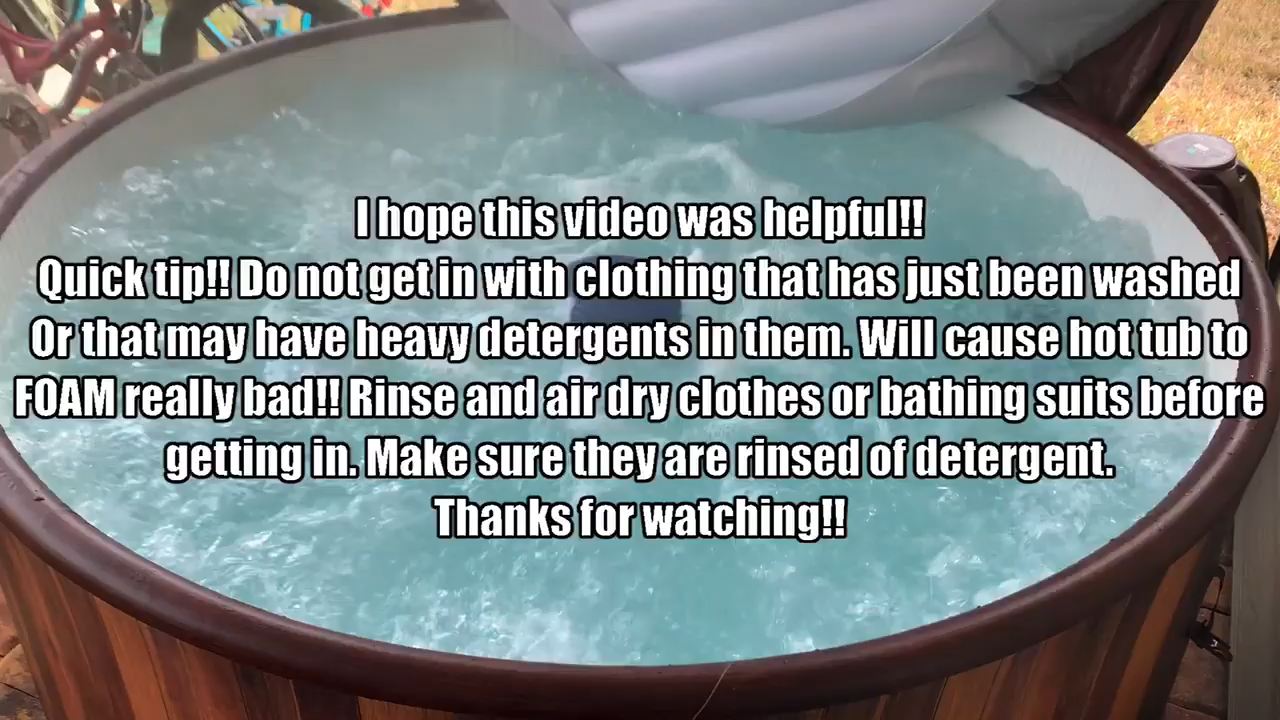 I hope this video was helpful!!
Quick tip!! Do not get in with clothing that has just been washed
Or that may have heavy detergents in them. Will cause hot tub to
FOAM really bad!! Rinse and air dry clothes or bathing suits before
getting in. Make sure they are rinsed of detergent.
Thanks for watching!!